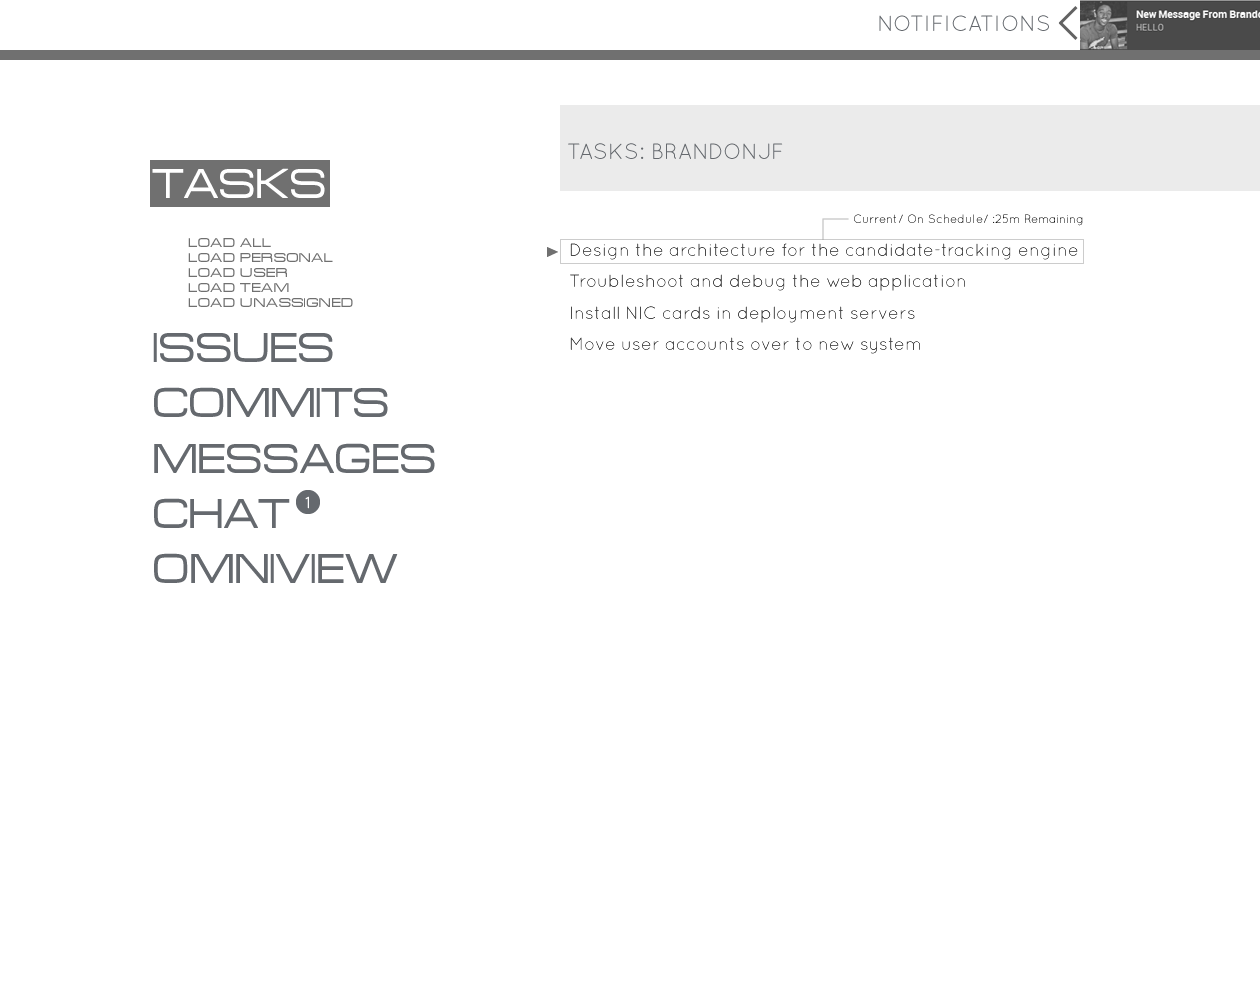 NOTIFICATIONS
New Message From
HELLO
TASKS: BRANDONJF
TASKS
LOAD ALL
LOAD PERSONAL
LOAD USER
LOAD TEAM
LOAD UNASSIGNED
ISSUES
COMMITS
MESSAGES
CHAT 1
OMNIVIEW
Current/ On Schedule/ :25m Remaining
Design the architecture for the candidate-tracking engine
Troubleshoot and debug the web application
Install NIC cards in deployment servers
Move user accounts over to new system